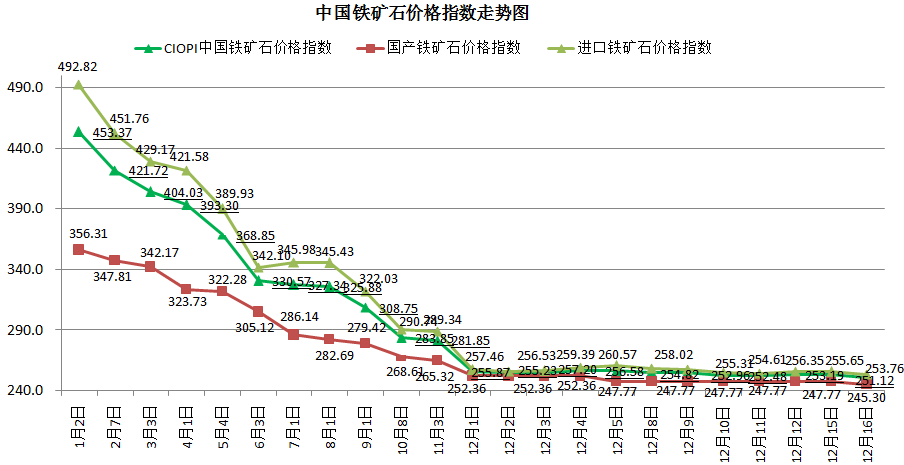 中国铁矿石价格指数走势图
CIOPI中国铁矿石价格指数
国产铁矿石价格指数
进口铁矿石价格指数
490.0
440.0
390.0
340.0
290.0
240.0
492.82
451.76
429.17
421.58
389.93
342.10
345.98
345.43
322.03
290.74
289.34
257.46
256.53
259.39
260.57
258.02
255.31
254.61
256.35
255.65
253.76
453.37
421.72
404.03
393.30
368.85
330.57
327.34
325.88
308.75
283.85
281.85
255.87
255.23
257.20
256.58
254.82
252.96
252.48
253.19
251.12
356.31
347.81
342.17
323.73
322.28
305.12
286.14
282.69
279.42
268.61
265.32
252.36
252.36
252.36
247.77
247.77
247.77
247.77
247.77
245.30
1月2日
2月7日
3月3日
4月1日
5月4日
6月3日
7月1日
8月1日
9月1日
10月8日
11月3日
12月1日
12月2日
12月3日
12月4日
12月5日
12月8日
12月9日
12月10日
12月11日
12月12日
12月15日
12月16日